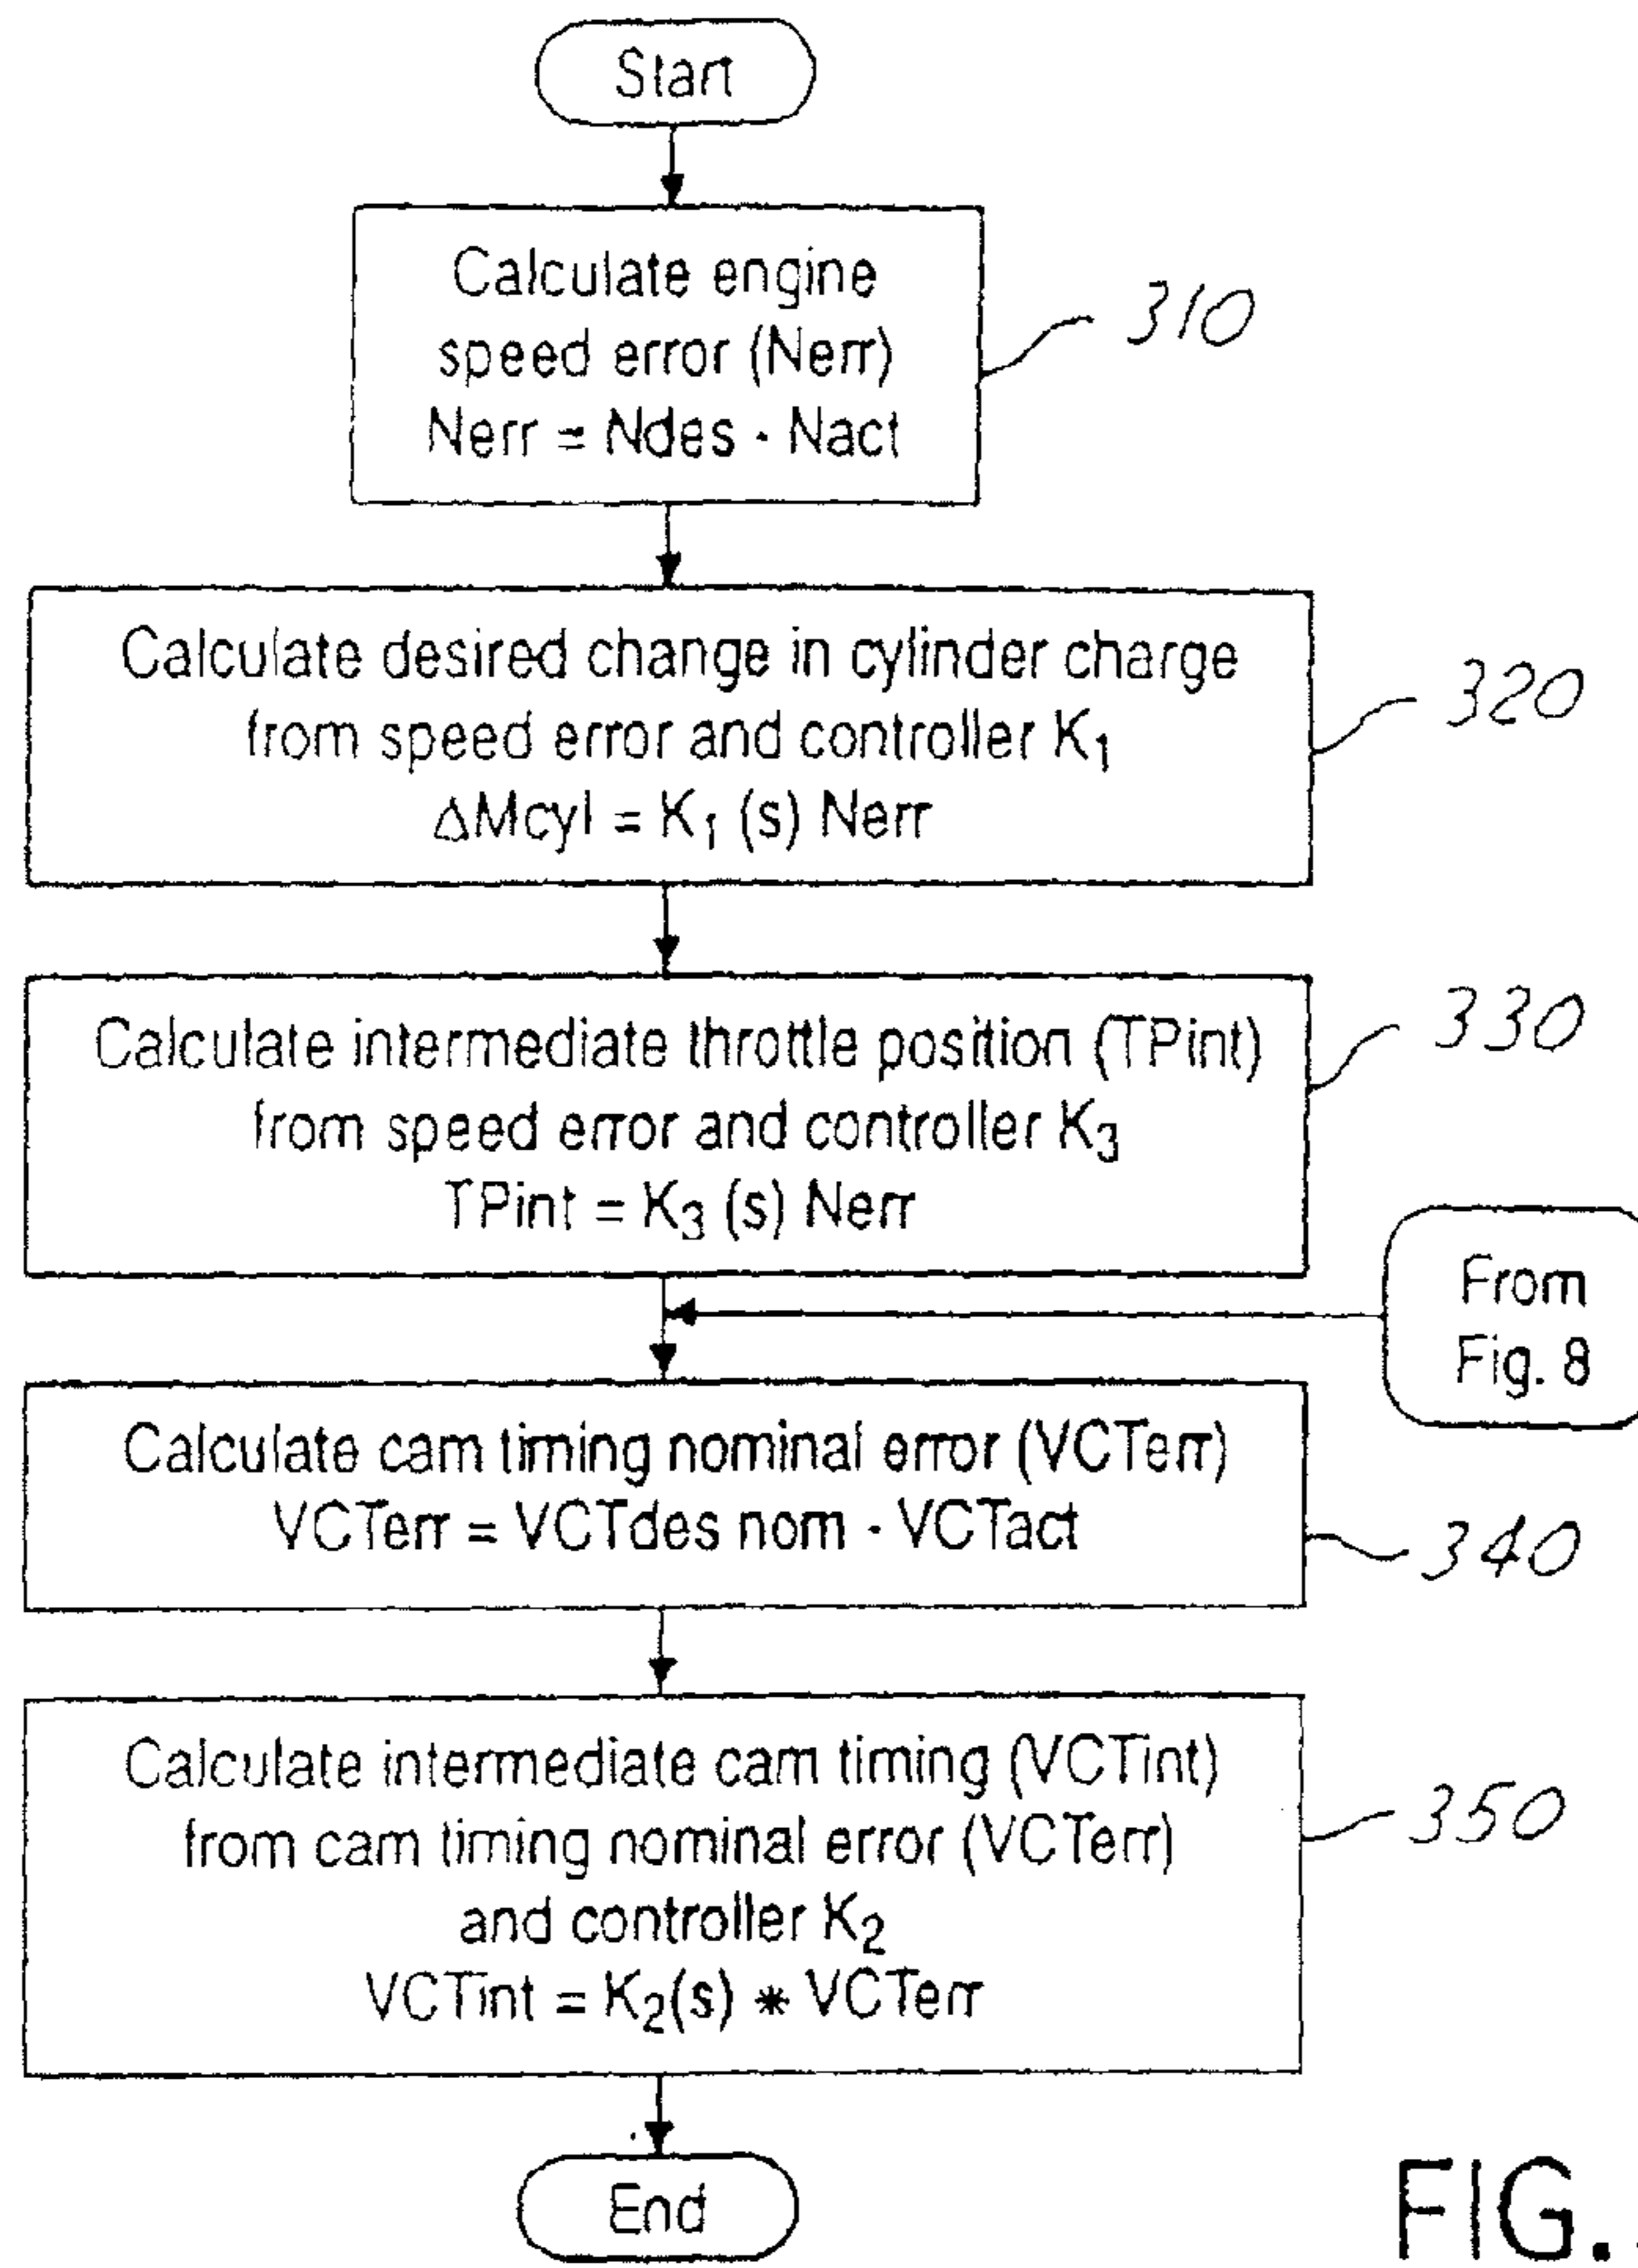 Start
Calculate engine
speed error (Nerr)
Nerr = Ndes - Nact
310
Calculate desired change in cylinder charge
from speed error and controller K₁
ΔMcyl = K₁ (s) Nerr
320
Calculate intermediate throttle position (TPint)
from speed error and controller K₃
TPint = K₃ (s) Nerr
330
From
Fig. 8
Calculate cam timing nominal error (VCTerr)
VCTerr = VCTdes nom - VCTact
340
Calculate intermediate cam timing (VCTint)
from cam timing nominal error (VCTerr)
and controller K₂
VCTint = K₂(s) * VCTerr
350
End
FIG.